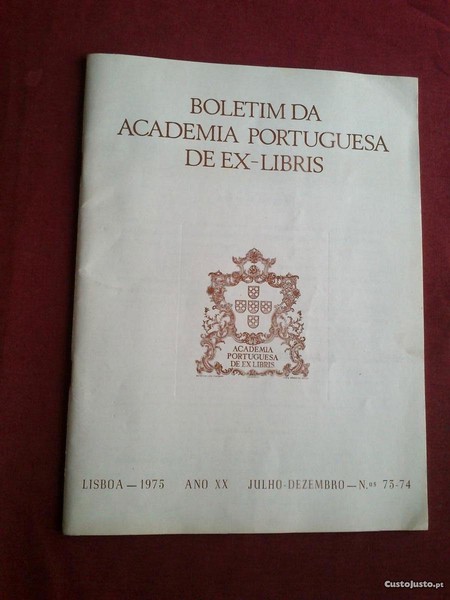 BOLETIM DA
ACADEMIA PORTUGUESA
DE EX-LIBRIS
ACADEMIA
PORTUGUESA
DE EX LIBRIS
LISBOA — 1975 ANO XX JULHO-DEZEMBRO — N.os 73-74
CustoJusto.pt